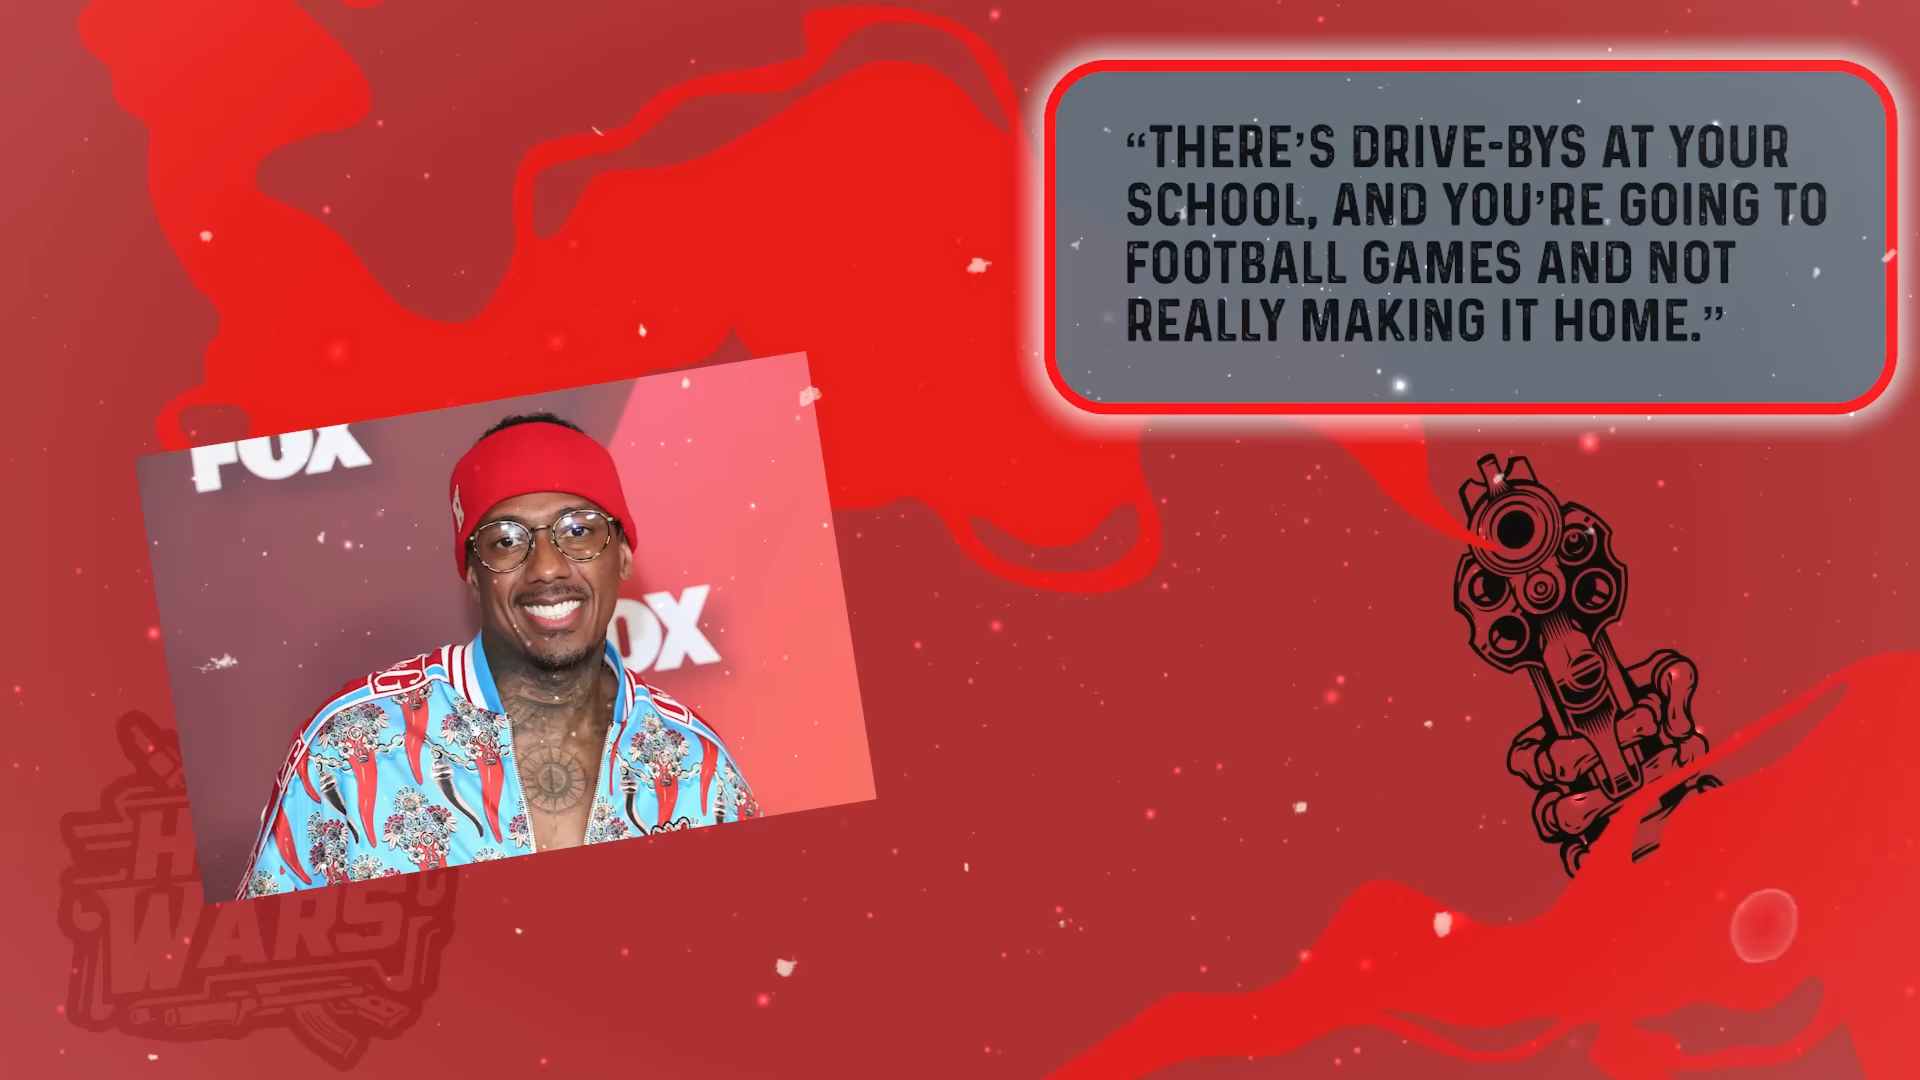 “THERE’S DRIVE-BYS AT YOUR
SCHOOL, AND YOU’RE GOING TO
FOOTBALL GAMES AND NOT
REALLY MAKING IT HOME.”
FOX
OX
WARS